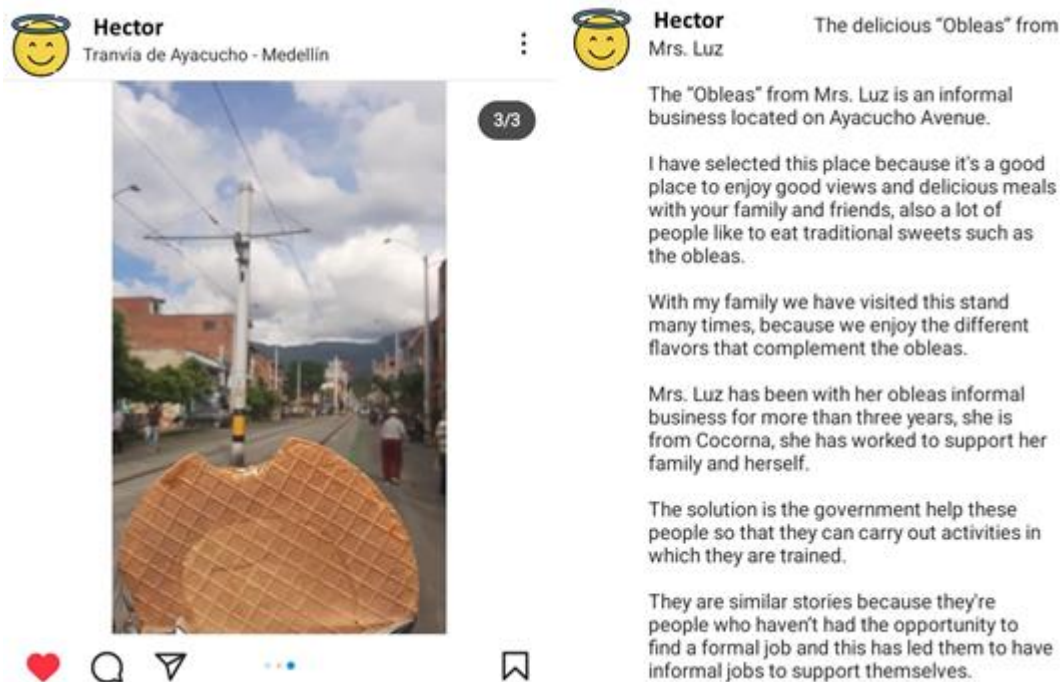 Hector
Tranvía de Ayacucho - Medellín
3/3
Hector
The delicious "Obleas" from
Mrs. Luz
The "Obleas" from Mrs. Luz is an informal
business located on Ayacucho Avenue.
I have selected this place because it's a good
place to enjoy good views and delicious meals
with your family and friends, also a lot of
people like to eat traditional sweets such as
the obleas.
With my family we have visited this stand
many times, because we enjoy the different
flavors that complement the obleas.
Mrs. Luz has been with her obleas informal
business for more than three years, she is
from Cocorna, she has worked to support her
family and herself.
The solution is the government help these
people so that they can carry out activities in
which they are trained.
They are similar stories because they're
people who haven't had the opportunity to
find a formal job and this has led them to have
informal jobs to support themselves.